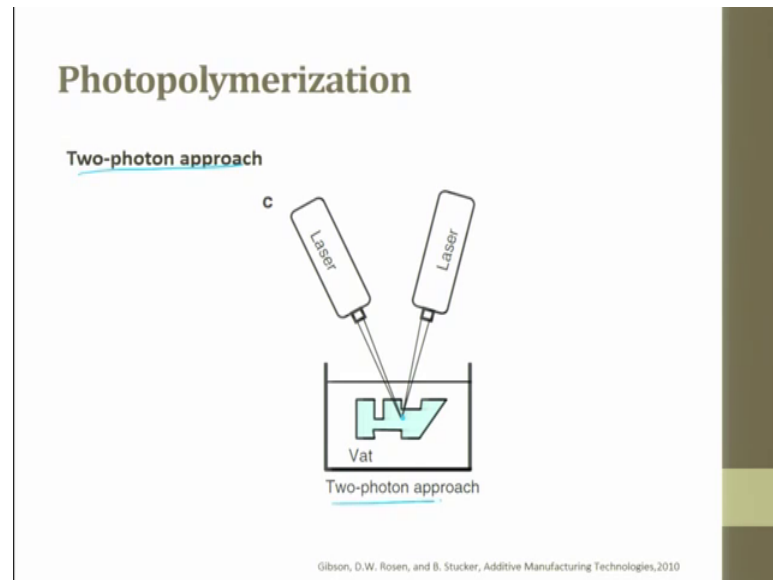 Photopolymerization
Two-photon approach
C
Laser
Laser
Vat
Two-photon approach
Gibson, D.W. Rosen, and B. Stucker, Additive Manufacturing Technologies,2010